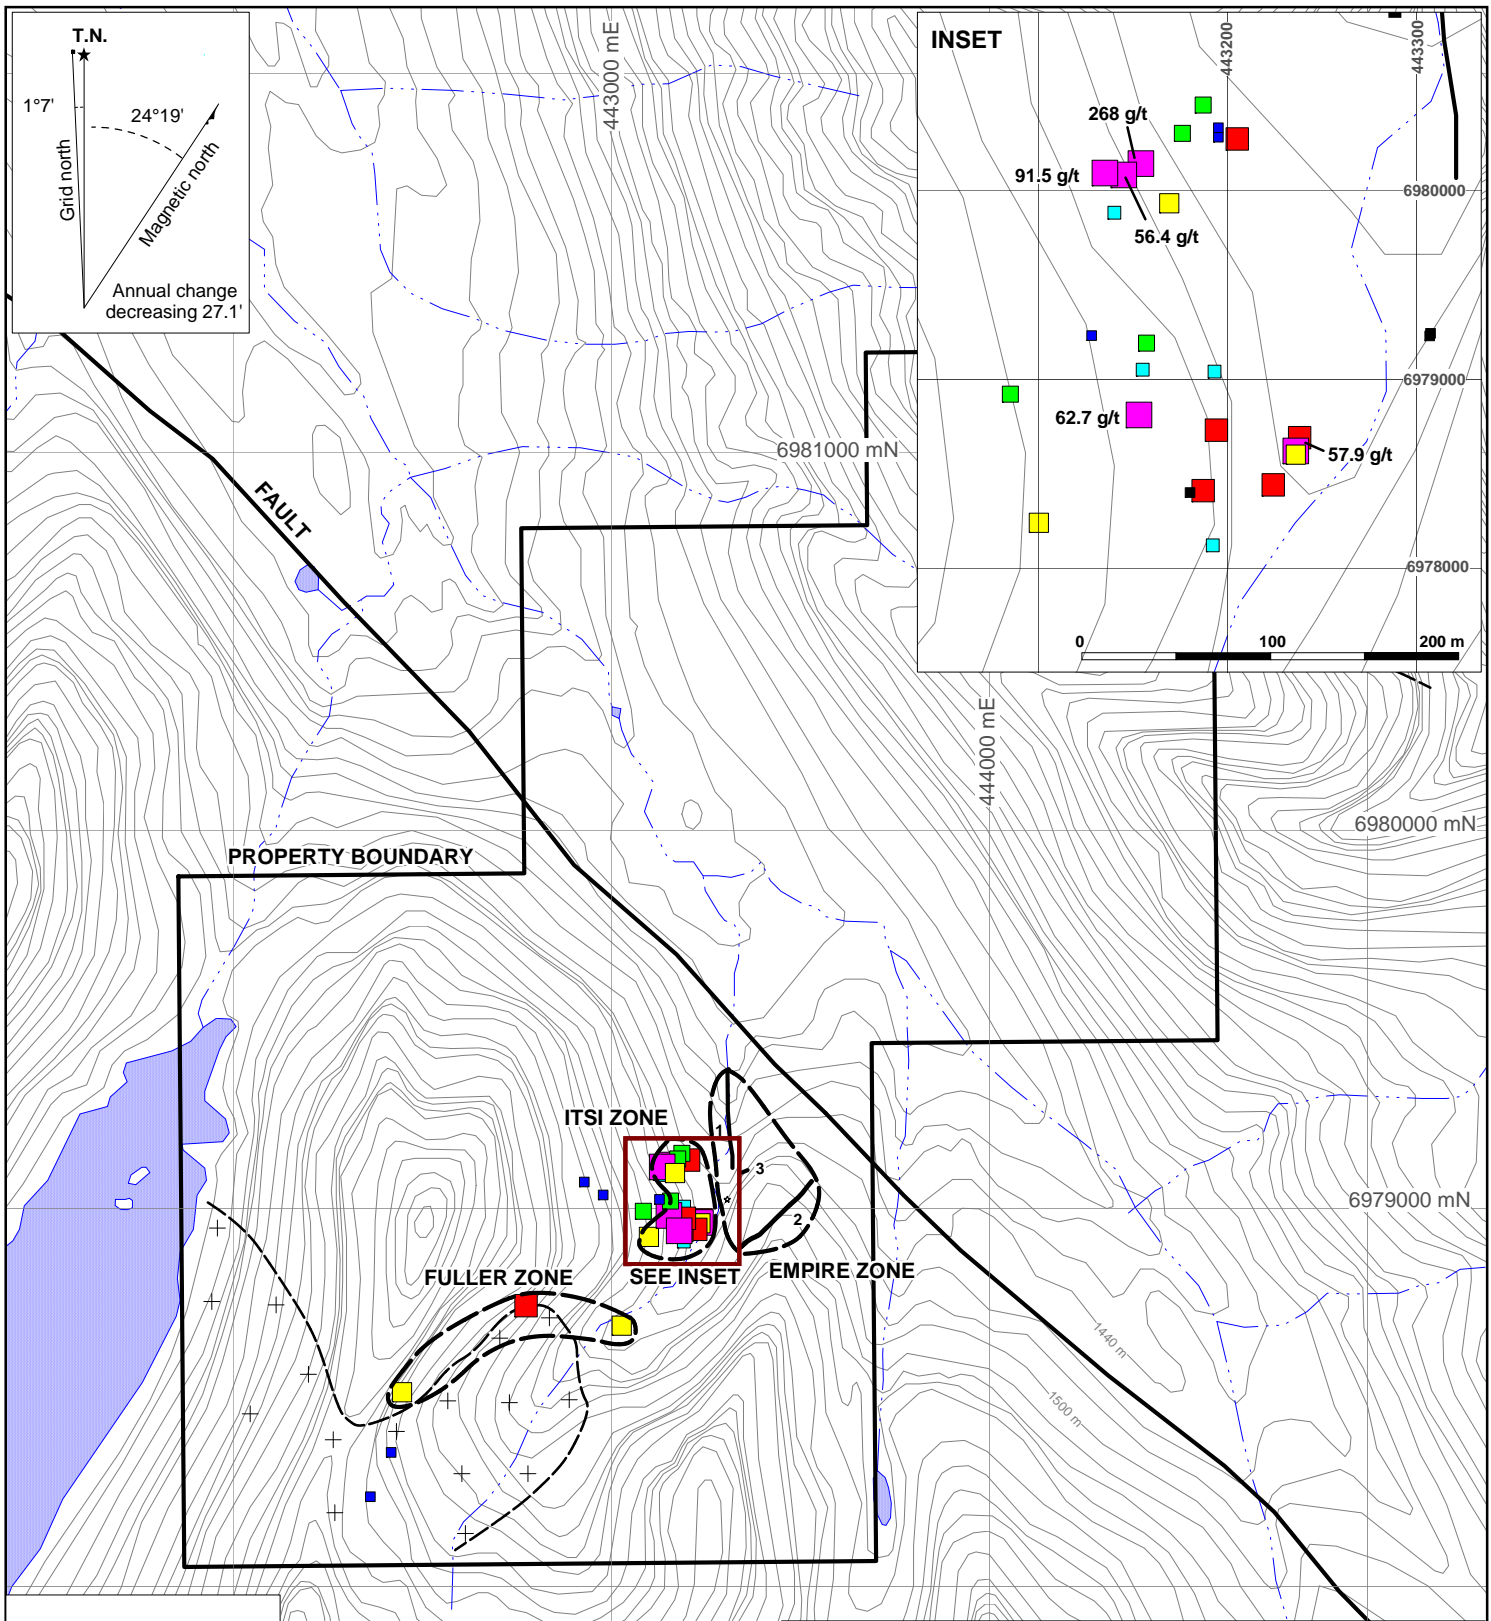 T.N.
1°7'
24°19'
Grid north
Magnetic north
Annual change
decreasing 27.1'
443000 mE
INSET
443200
443300
268 g/t
91.5 g/t
6980000
56.4 g/t
6979000
62.7 g/t
57.9 g/t
6978000
0 100 200 m
6981000 mN
FAULT
444000 mE
6980000 mN
PROPERTY BOUNDARY
ITSI ZONE
1
3
2
6979000 mN
FULLER ZONE
SEE INSET
EMPIRE ZONE
1440 m
1500 m